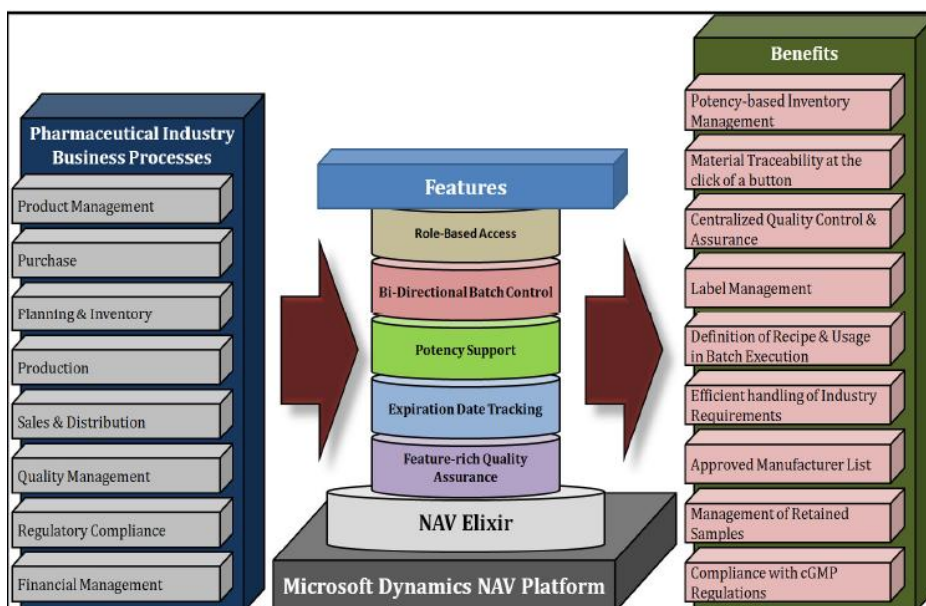 Pharmaceutical Industry
Business Processes
Product Management
Purchase
Planning & Inventory
Production
Sales & Distribution
Quality Management
Regulatory Compliance
Financial Management
Features
Role-Based Access
Bi-Directional Batch Control
Potency Support
Expiration Date Tracking
Feature-rich Quality
Assurance
NAV Elixir
Microsoft Dynamics NAV Platform
Benefits
Potency-based Inventory
Management
Material Traceability at the
click of a button
Centralized Quality Control &
Assurance
Label Management
Definition of Recipe & Usage
in Batch Execution
Efficient handling of Industry
Requirements
Approved Manufacturer List
Management of Retained
Samples
Compliance with cGMP
Regulations